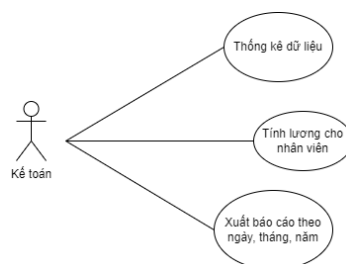 Thống kê dữ liệu
Tính lương cho
nhân viên
Kế toán
Xuất báo cáo theo
ngày, tháng, năm